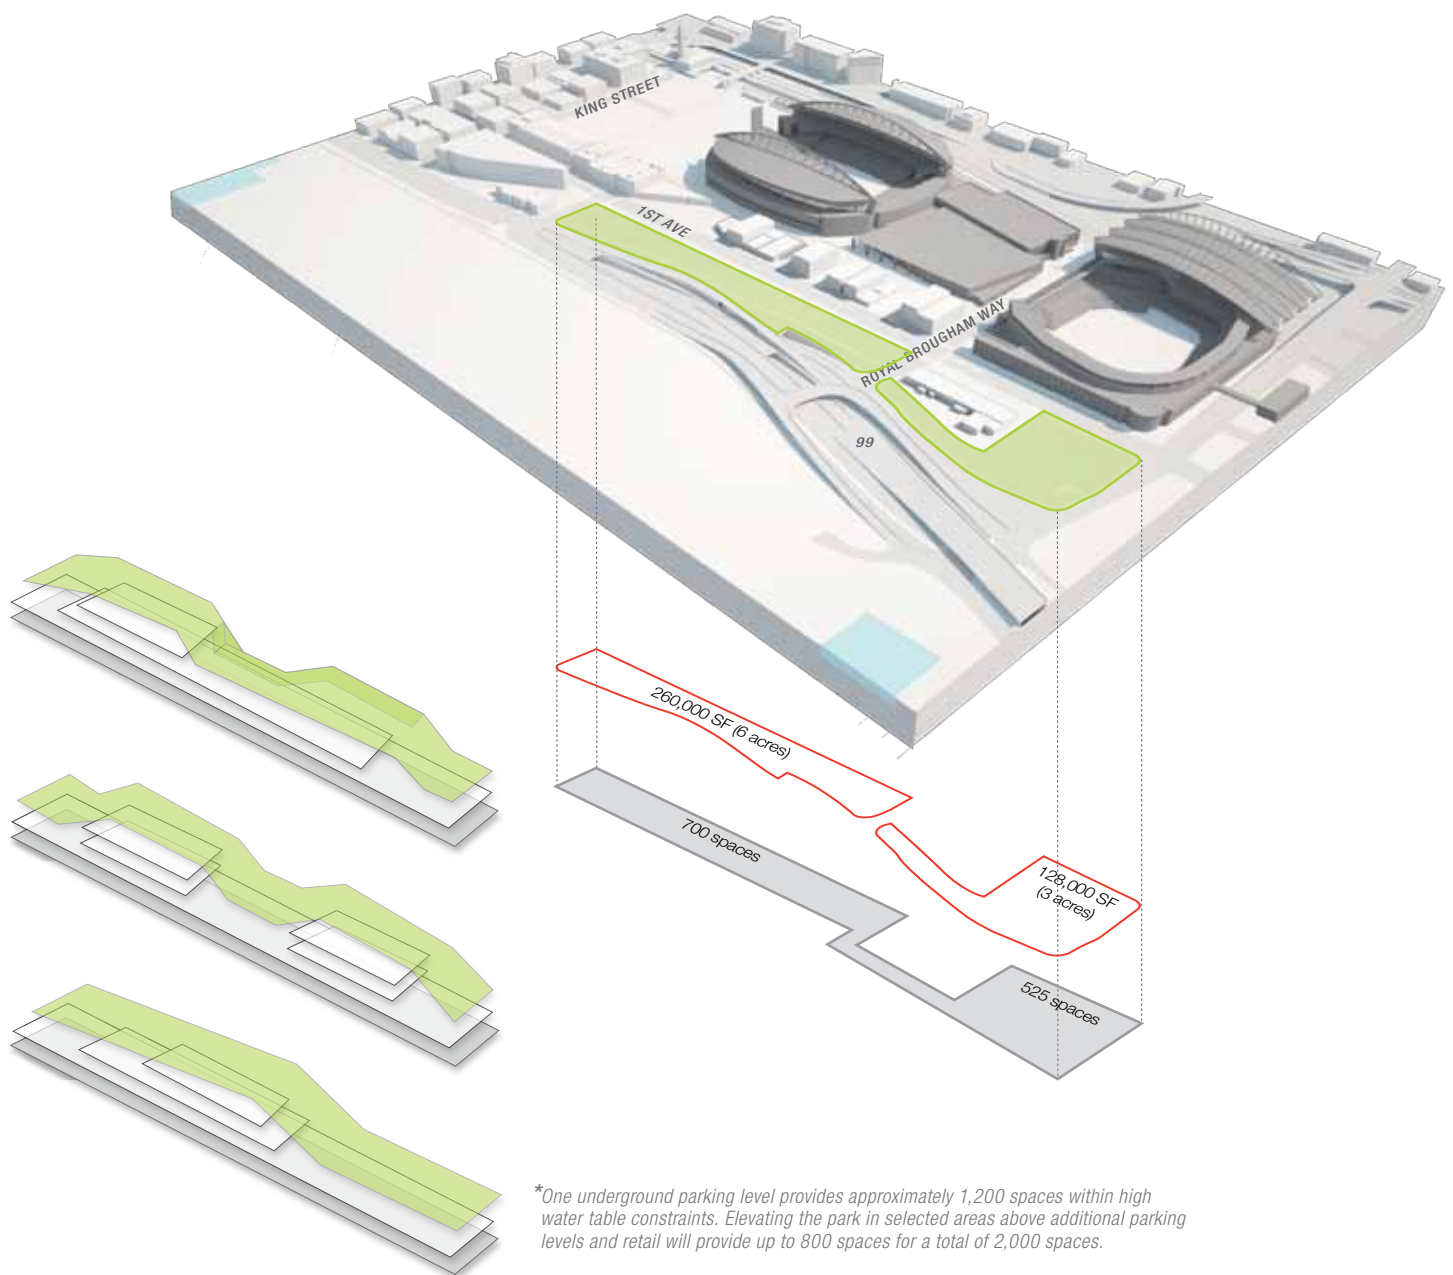 KING STREET
1ST AVE
ROYAL BROUGHAM WAY
99
260,000 SF (6 acres)
700 spaces
128,000 SF
(3 acres)
525 spaces
*One underground parking level provides approximately 1,200 spaces within high
water table constraints. Elevating the park in selected areas above additional parking
levels and retail will provide up to 800 spaces for a total of 2,000 spaces.